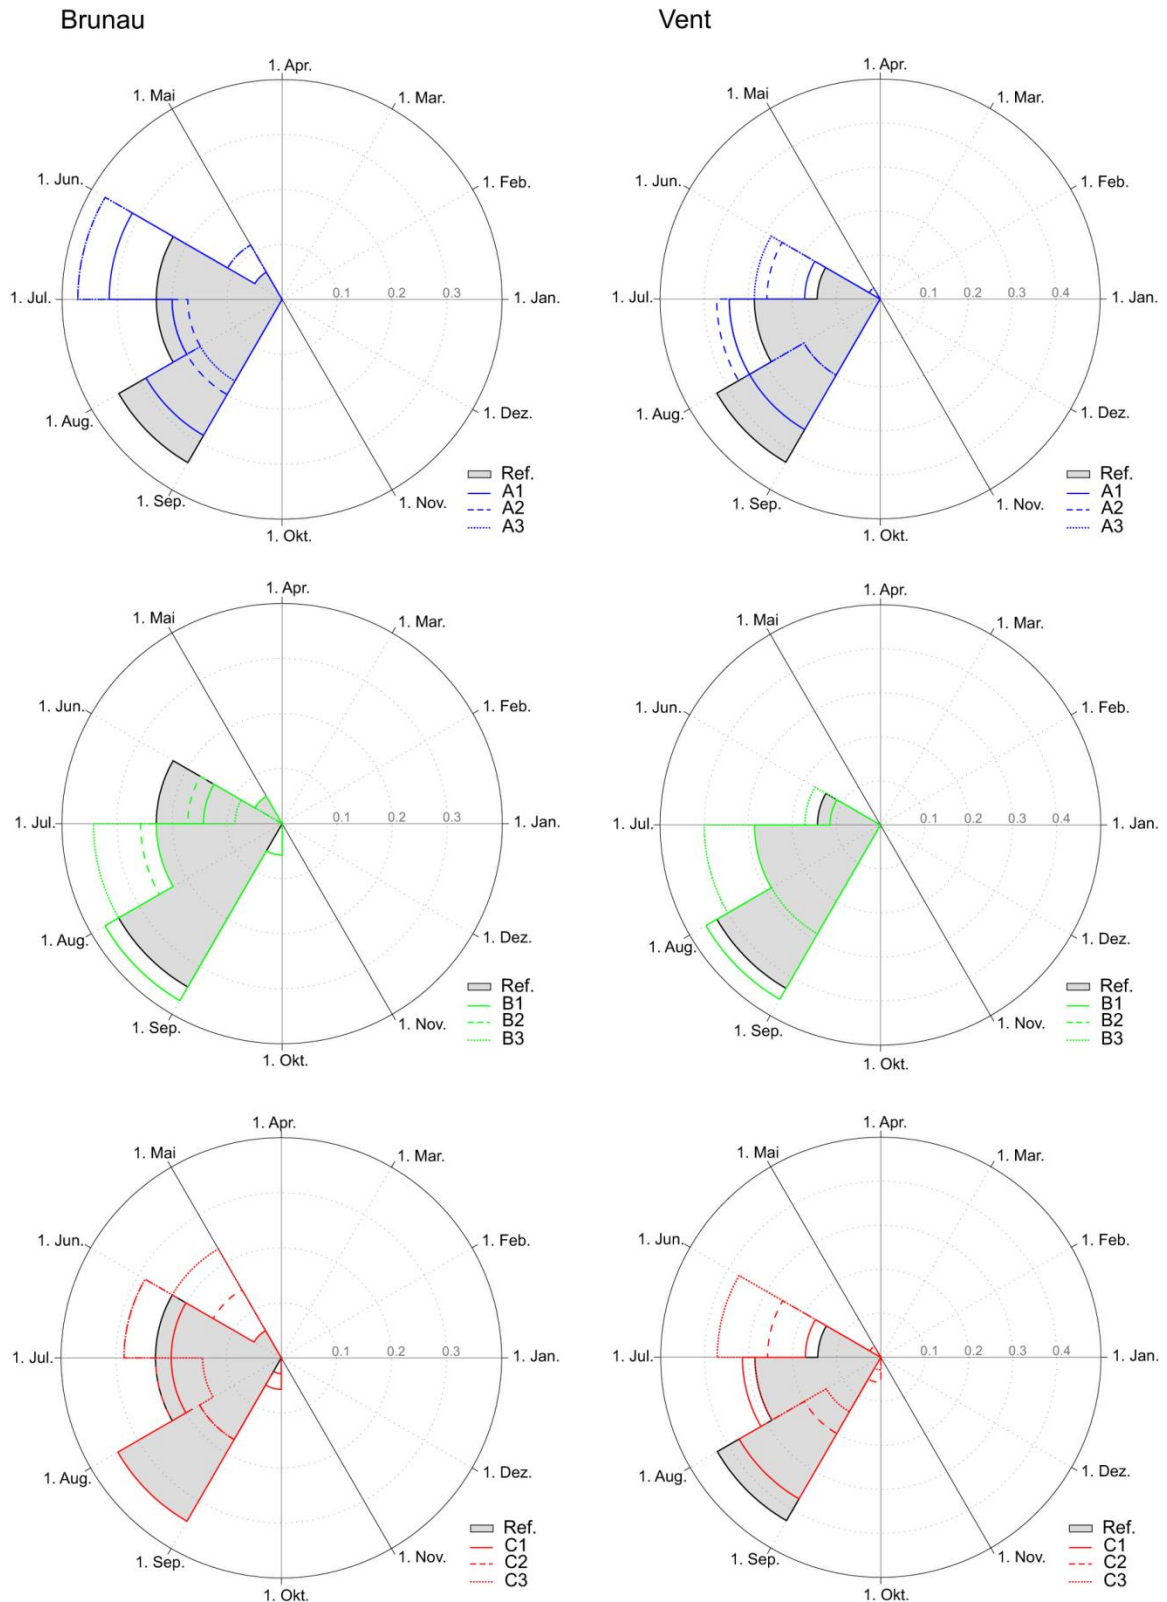 Brunau
1. Apr.
1. Mai
1. Mar.
1. Jun.
1. Feb.
1. Jul.
0.1
0.2
0.3
1. Jan.
1. Aug.
1. Dez.
1. Sep.
1. Nov.
1. Okt.
Ref.
A1
A2
A3
Vent
1. Apr.
1. Mai
1. Mar.
1. Jun.
1. Feb.
1. Jul.
0.1
0.2
0.3
0.4
1. Jan.
1. Aug.
1. Dez.
1. Sep.
1. Nov.
1. Okt.
Ref.
A1
A2
A3
1. Apr.
1. Mai
1. Mar.
1. Jun.
1. Feb.
1. Jul.
0.1
0.2
0.3
1. Jan.
1. Aug.
1. Dez.
1. Sep.
1. Nov.
1. Okt.
Ref.
B1
B2
B3
1. Apr.
1. Mai
1. Mar.
1. Jun.
1. Feb.
1. Jul.
0.1
0.2
0.3
0.4
1. Jan.
1. Aug.
1. Dez.
1. Sep.
1. Nov.
1. Okt.
Ref.
B1
B2
B3
1. Apr.
1. Mai
1. Mar.
1. Jun.
1. Feb.
1. Jul.
0.1
0.2
0.3
1. Jan.
1. Aug.
1. Dez.
1. Sep.
1. Nov.
1. Okt.
Ref.
C1
C2
C3
1. Apr.
1. Mai
1. Mar.
1. Jun.
1. Feb.
1. Jul.
0.1
0.2
0.3
0.4
1. Jan.
1. Aug.
1. Dez.
1. Sep.
1. Nov.
1. Okt.
Ref.
C1
C2
C3